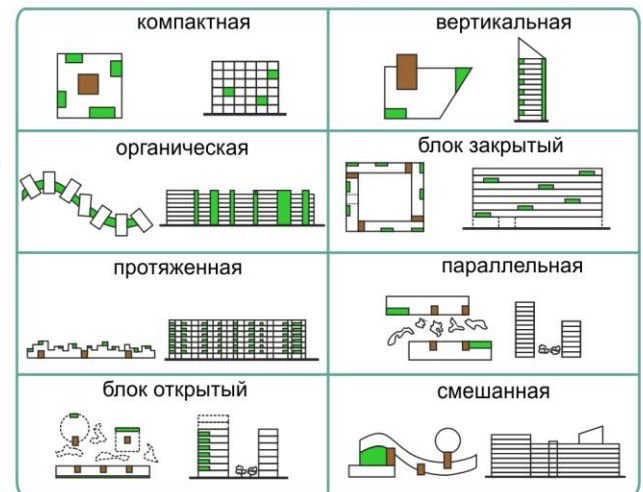 компактная
вертикальная
органическая
блок закрытый
протяженная
параллельная
блок открытый
смешанная